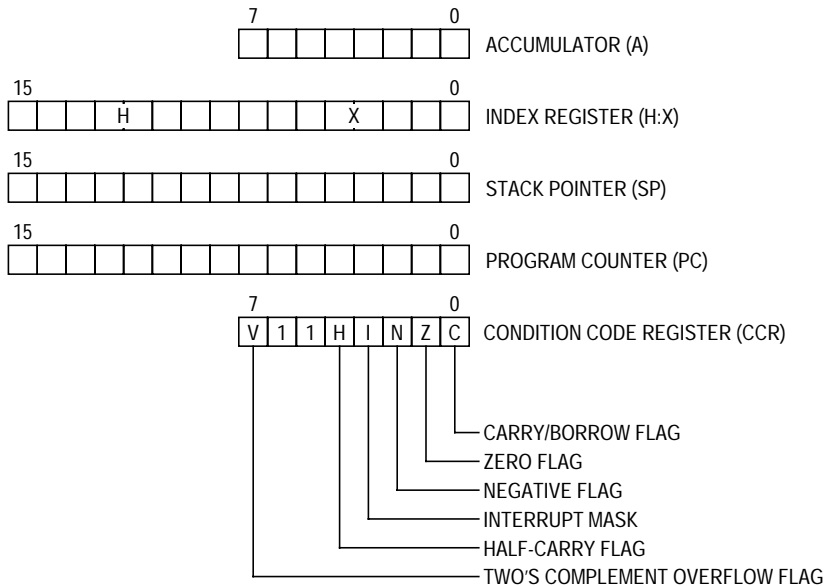 7 0
ACCUMULATOR (A)
15 0
H X INDEX REGISTER (H:X)
15 0
STACK POINTER (SP)
15 0
PROGRAM COUNTER (PC)
7 0
V 1 1 H I N Z C CONDITION CODE REGISTER (CCR)
CARRY/BORROW FLAG
ZERO FLAG
NEGATIVE FLAG
INTERRUPT MASK
HALF-CARRY FLAG
TWO'S COMPLEMENT OVERFLOW FLAG